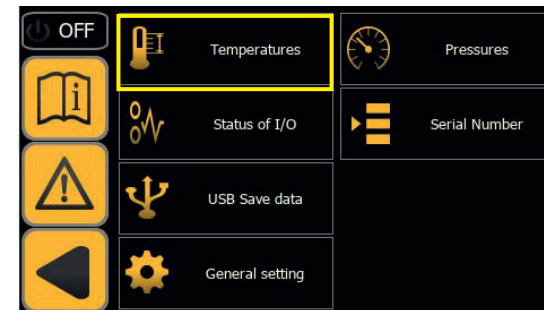 OFF
Temperatures
Pressures
Status of I/O
Serial Number
USB Save data
General setting